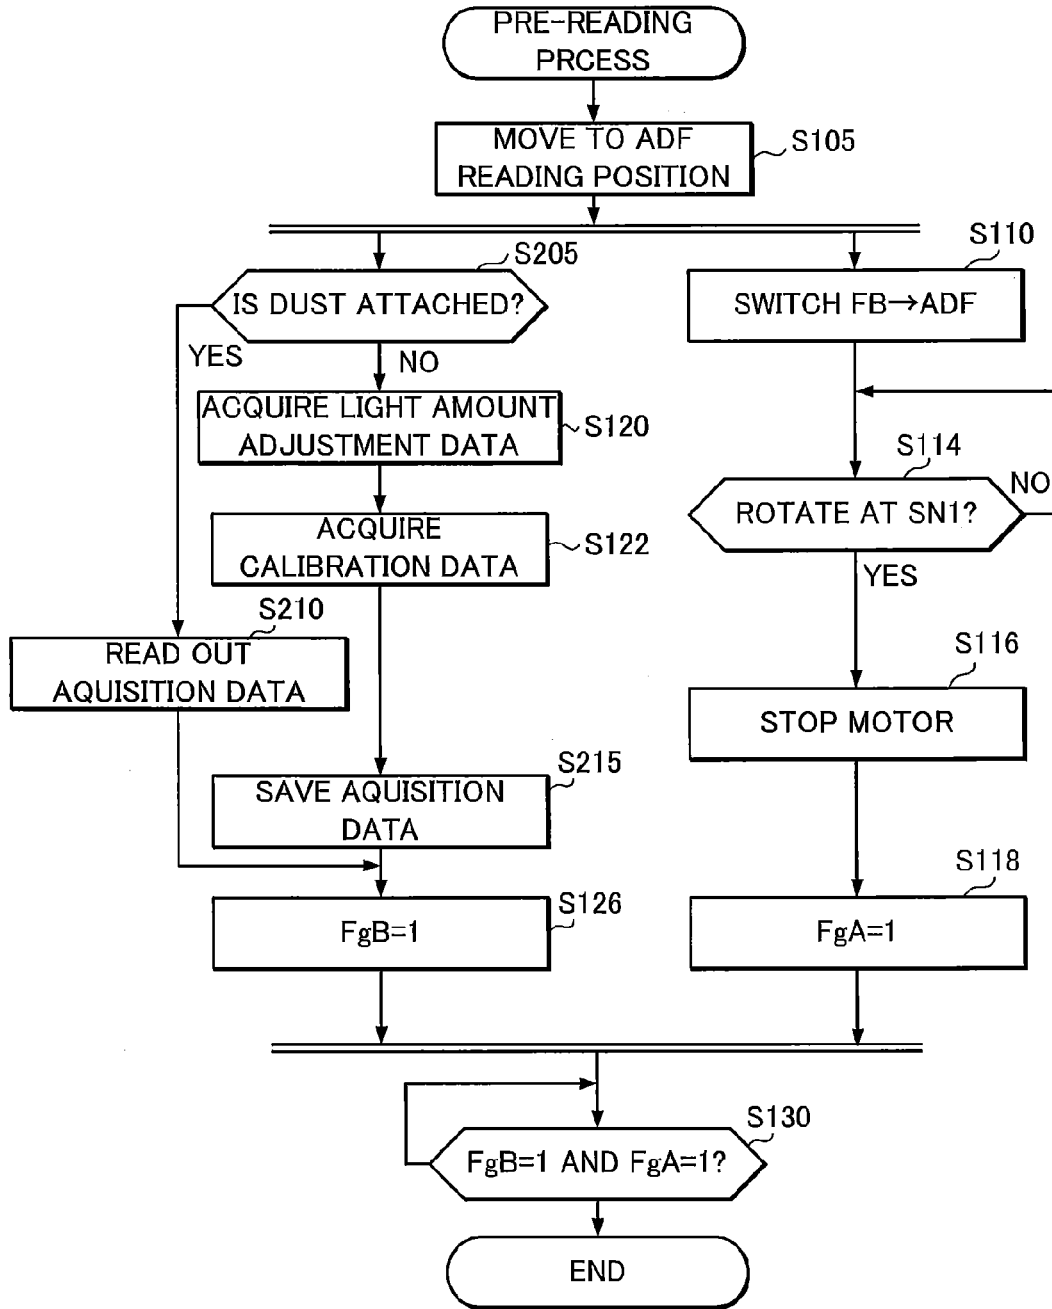 PRE-READING
PRCESS
MOVE TO ADF
READING POSITION
S105
S205
IS DUST ATTACHED?
YES
NO
S110
SWITCH FB→ADF
ACQUIRE LIGHT AMOUNT
ADJUSTMENT DATA
S120
S114
ROTATE AT SN1?
NO
YES
ACQUIRE
CALIBRATION DATA
S122
S210
READ OUT
AQUISITION DATA
S116
STOP MOTOR
S215
SAVE AQUISITION
DATA
S126
FgB=1
S118
FgA=1
S130
FgB=1 AND FgA=1?
END